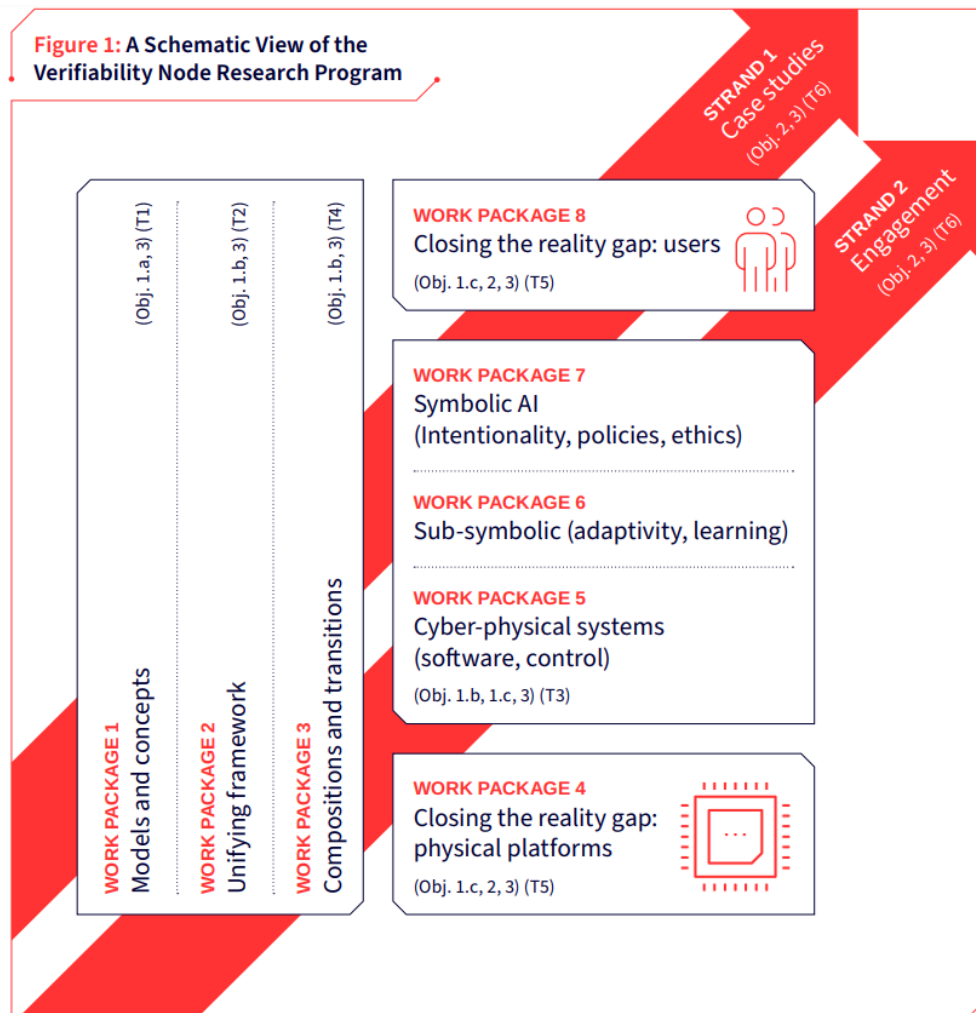 Figure 1: A Schematic View of the
Verifiability Node Research Program
STRAND 1
Case studies
(Obj. 2, 3) (T6)
STRAND 2
Engagement
(Obj. 2, 3) (T6)
WORK PACKAGE 1
Models and concepts
(Obj. 1.a, 3) (T1)
WORK PACKAGE 2
Unifying framework
(Obj. 1.b, 3) (T2)
WORK PACKAGE 3
Compositions and transitions
(Obj. 1.b, 3) (T4)
WORK PACKAGE 8
Closing the reality gap: users
(Obj. 1.c, 2, 3) (T5)
WORK PACKAGE 7
Symbolic AI
(Intentionality, policies, ethics)
WORK PACKAGE 6
Sub-symbolic (adaptivity, learning)
WORK PACKAGE 5
Cyber-physical systems
(software, control)
(Obj. 1.b, 1.c, 3) (T3)
WORK PACKAGE 4
Closing the reality gap:
physical platforms
(Obj. 1.c, 2, 3) (T5)